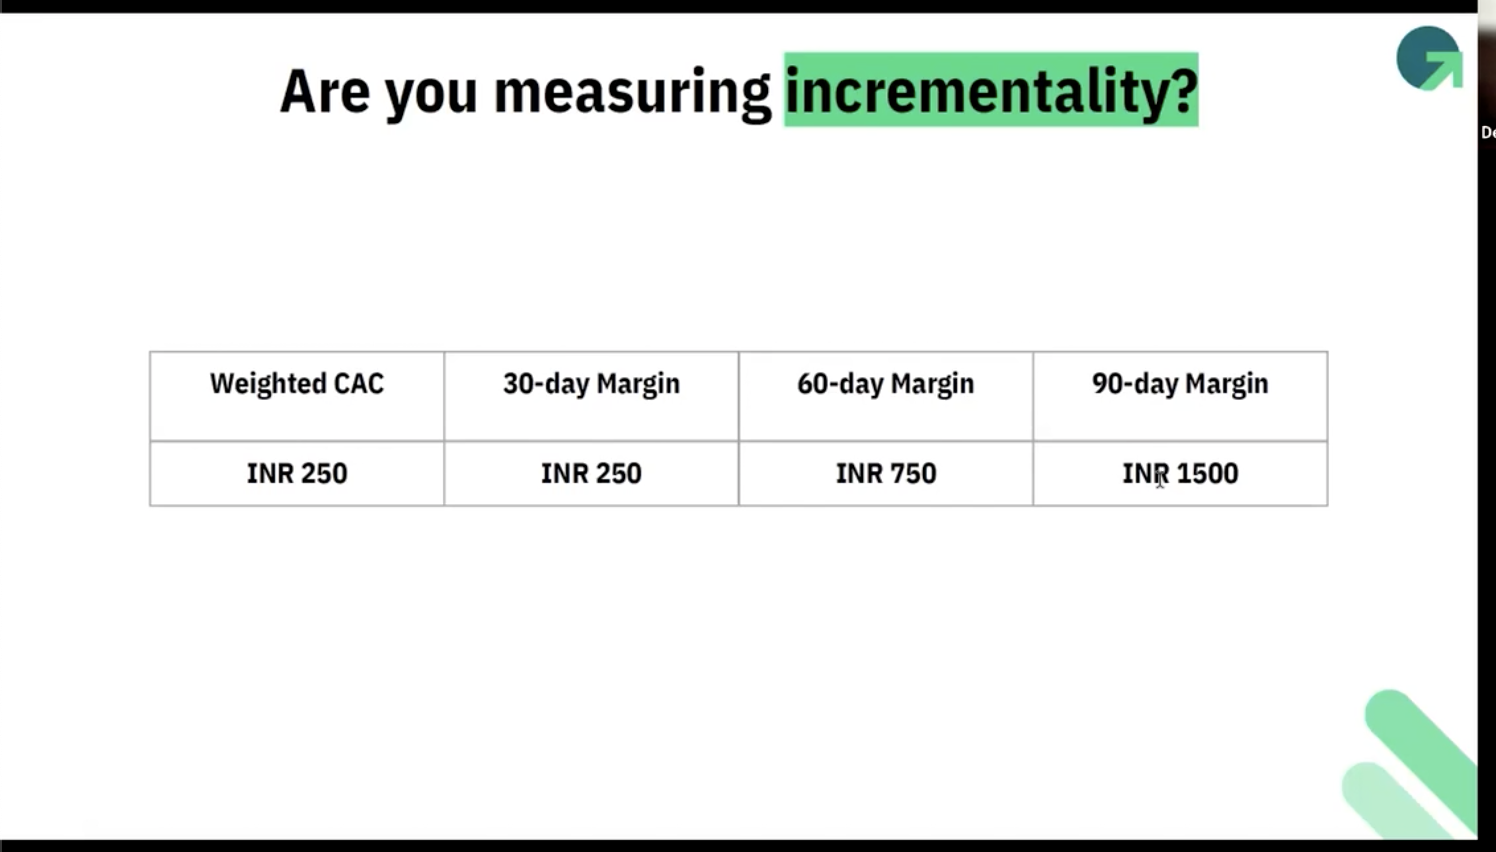 Are you measuring incrementality?
De
Weighted CAC 30-day Margin 60-day Margin 90-day Margin
INR 250 INR 250 INR 750 INR 1500